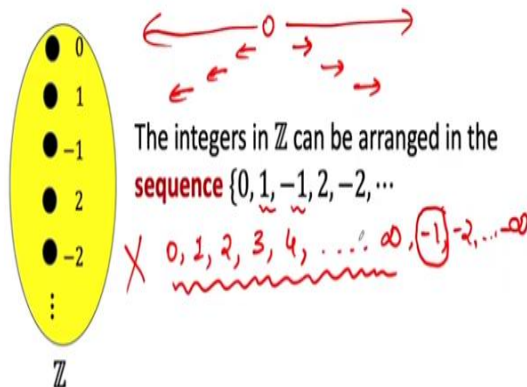 0
0
1
-1
2
-2
⋮
ℤ
The integers in ℤ can be arranged in the
sequence {0, 1, −1, 2, −2, ⋯
X 0, 1, 2, 3, 4, .... ∞, -1, -2, ... -∞